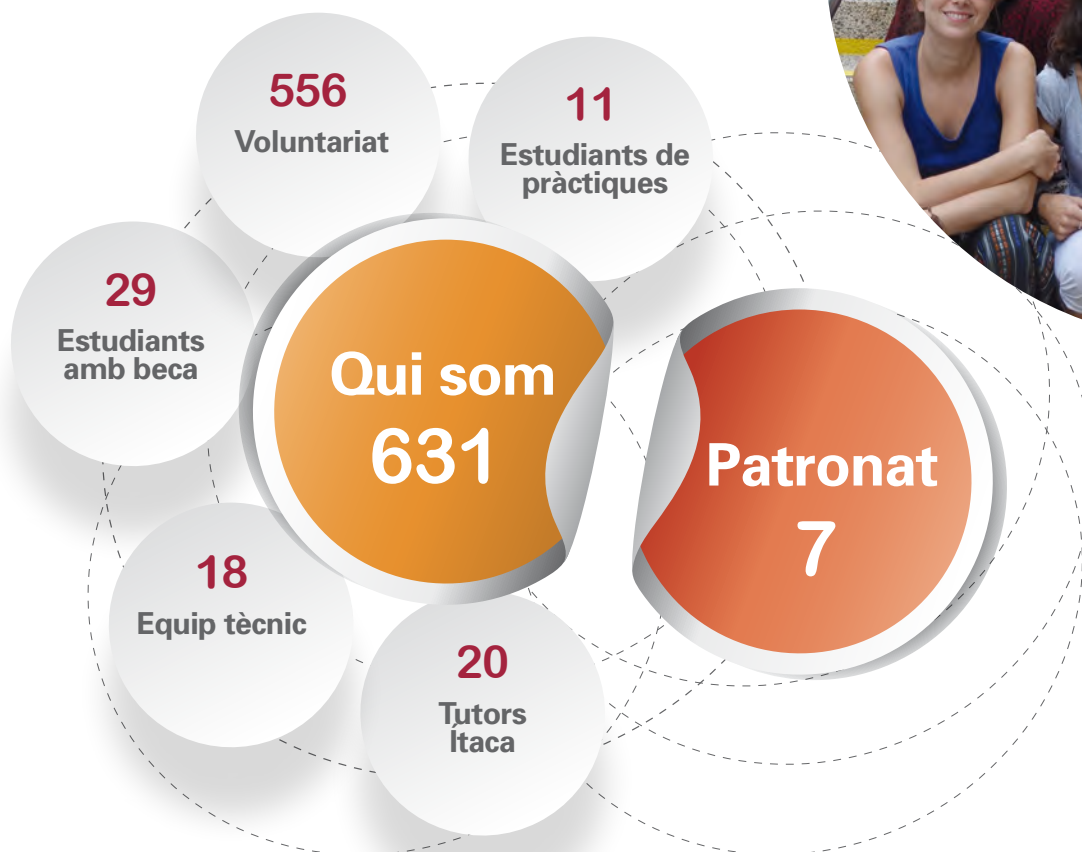 556
Voluntariat
11
Estudiants de
pràctiques
29
Estudiants
amb beca
Qui som
631
Patronat
7
18
Equip tècnic
20
Tutors
Ítaca